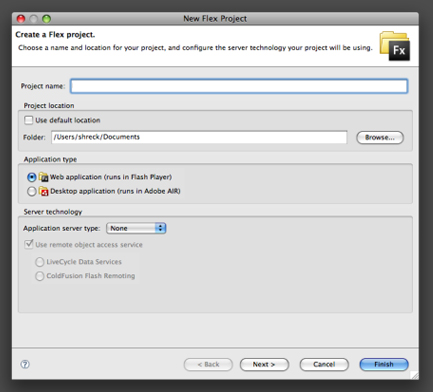 New Flex Project
Create a Flex project.
Choose a name and location for your project, and configure the server technology your project will be using.
Fx
Project name:
Project location
Use default location
Folder: /Users/shreck/Documents Browse...
Application type
Web application (runs in Flash Player)
Desktop application (runs in Adobe AIR)
Server technology
Application server type: None
Use remote object access service
LiveCycle Data Services
ColdFusion Flash Remoting
? < Back Next > Cancel Finish